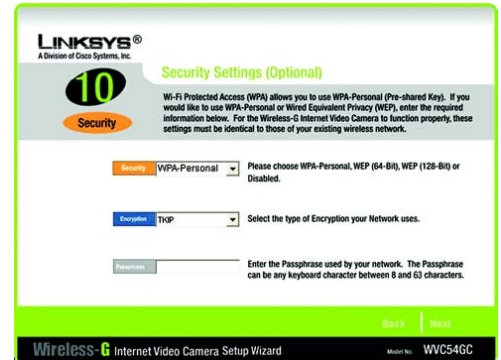 LINKSYS®
A Division of Cisco Systems, Inc.
10
Security
Security Settings (Optional)
Wi-Fi Protected Access (WPA) allows you to use WPA-Personal (Pre-shared Key). If you
would like to use WPA-Personal or Wired Equivalent Privacy (WEP), enter the required
information below. For the Wireless-G Internet Video Camera to function properly, these
settings must be identical to those of your existing wireless network.
Security WPA-Personal Please choose WPA-Personal, WEP (64-Bit), WEP (128-Bit) or
Disabled.
Encryption TKIP Select the type of Encryption your Network uses.
Passphrase Enter the Passphrase used by your network. The Passphrase
can be any keyboard character between 8 and 63 characters.
Back Next
Wireless-G Internet Video Camera Setup Wizard Model No. WVC54GC